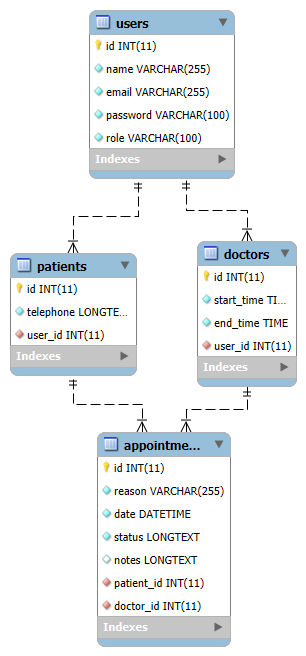 users
id INT(11)
name VARCHAR(255)
email VARCHAR(255)
password VARCHAR(100)
role VARCHAR(100)
Indexes
patients
id INT(11)
telephone LONGTE...
user_id INT(11)
Indexes
doctors
id INT(11)
start_time TI...
end_time TIME
user_id INT(11)
Indexes
appointme...
id INT(11)
reason VARCHAR(255)
date DATETIME
status LONGTEXT
notes LONGTEXT
patient_id INT(11)
doctor_id INT(11)
Indexes